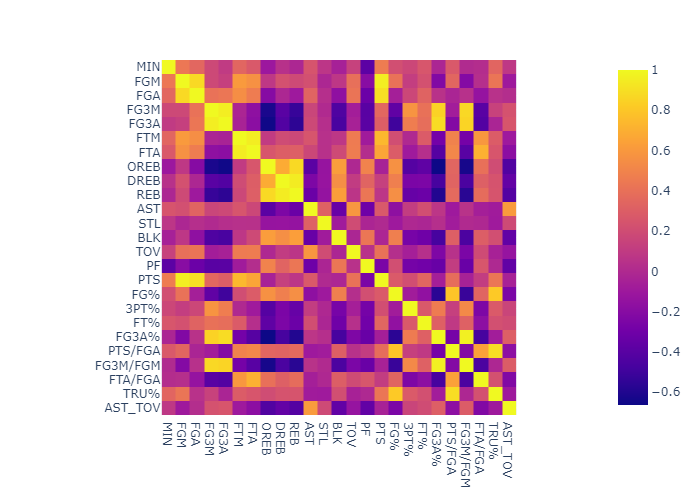 MIN
FGM
FGA
FG3M
FG3A
FTM
FTA
OREB
DREB
REB
AST
STL
BLK
TOV
PF
PTS
FG%
3PT%
FT%
FG3A%
PTS/FGA
FG3M/FGM
FTA/FGA
TRU%
AST_TOV
MIN
FGM
FGA
FG3M
FG3A
FTM
FTA
OREB
DREB
REB
AST
STL
BLK
TOV
PF
PTS
FG%
3PT%
FT%
FG3A%
PTS/FGA
FG3M/FGM
FTA/FGA
TRU%
AST_TOV
1
0.8
0.6
0.4
0.2
0
−0.2
−0.4
−0.6